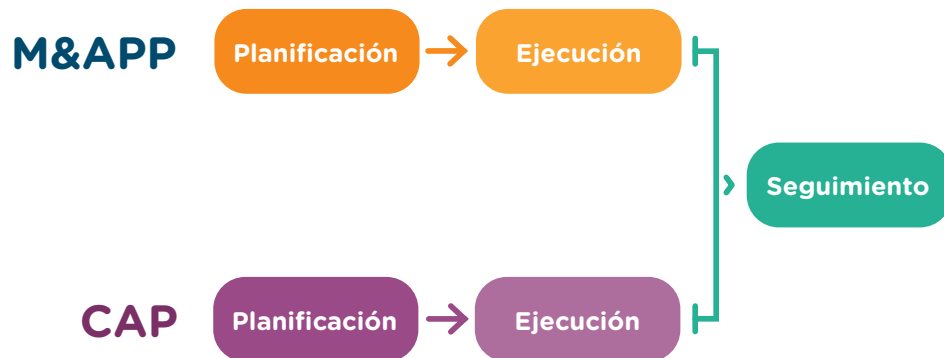 M&APP
Planificación
Ejecución
Seguimiento
CAP
Planificación
Ejecución